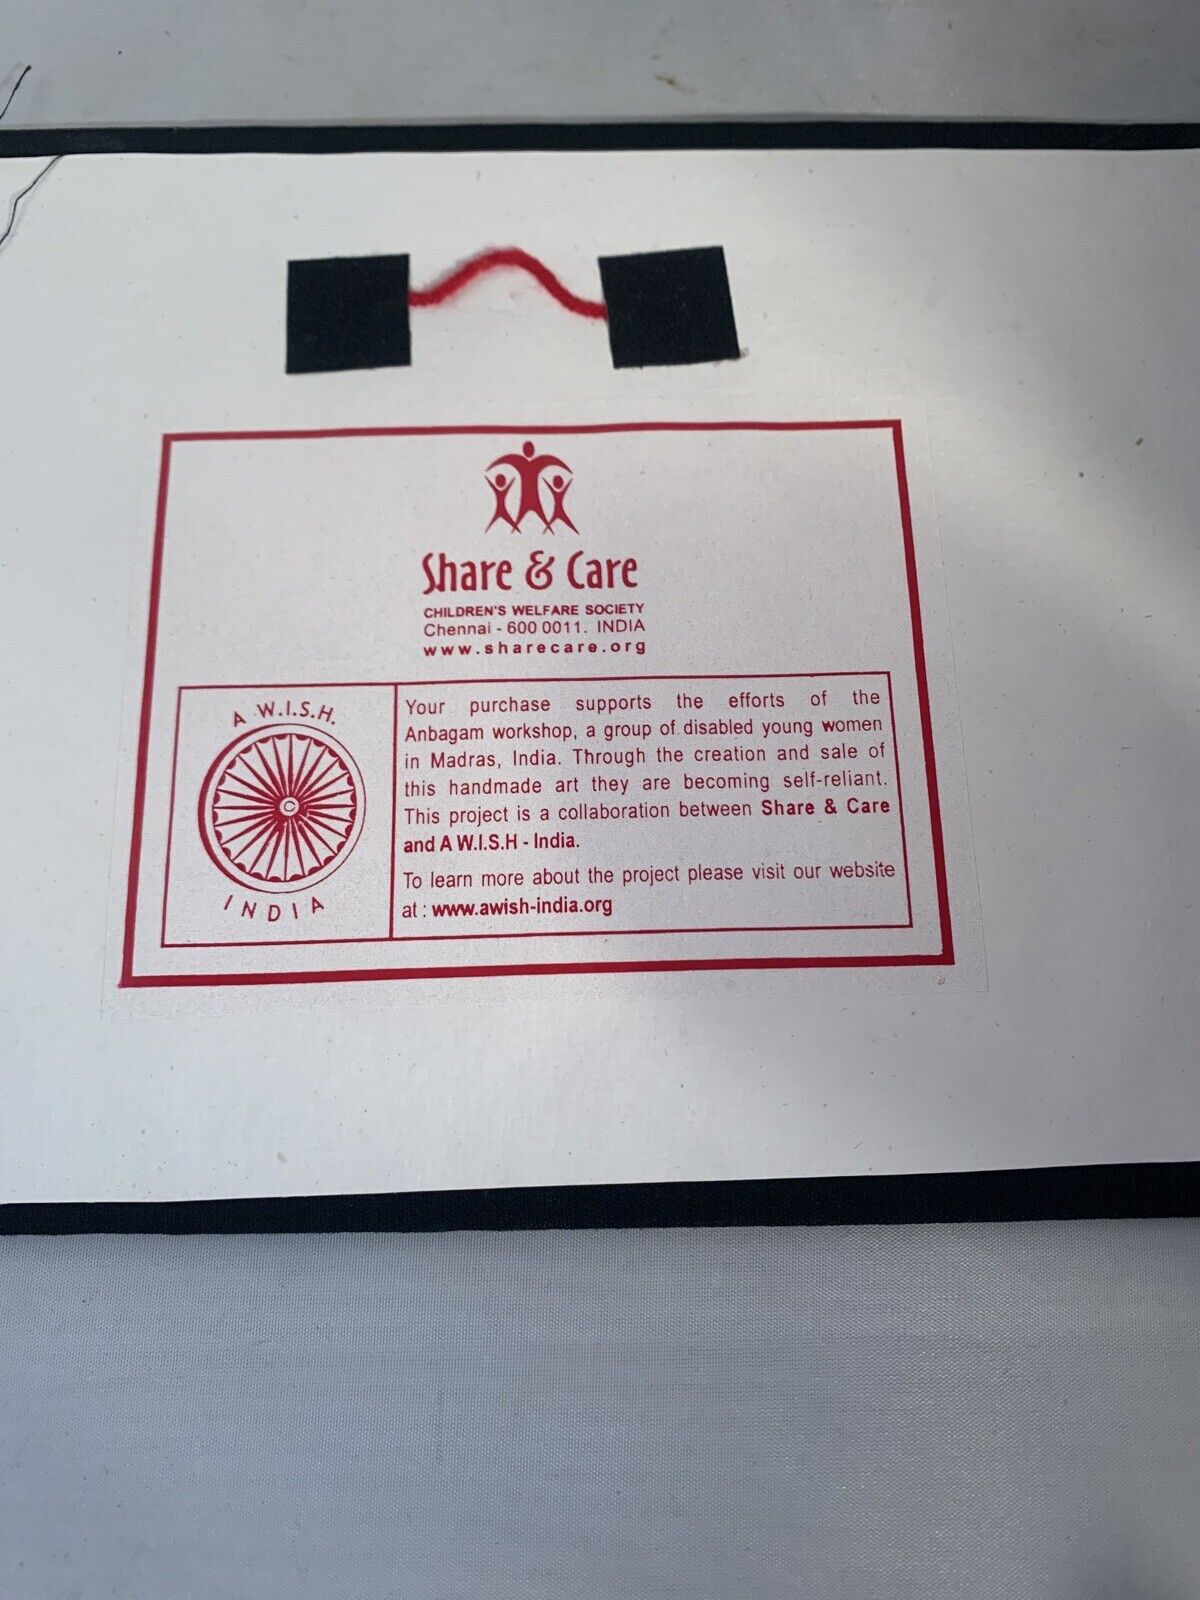 Share & Care
CHILDREN'S WELFARE SOCIETY
Chennai - 600 0011. INDIA
www.sharecare.org
A W.I.S.H.
INDIA
Your purchase supports the efforts of the
Anbagam workshop, a group of disabled young women
in Madras, India. Through the creation and sale of
this handmade art they are becoming self-reliant.
This project is a collaboration between Share & Care
and A W.I.S.H - India.
To learn more about the project please visit our website
at : www.awish-india.org